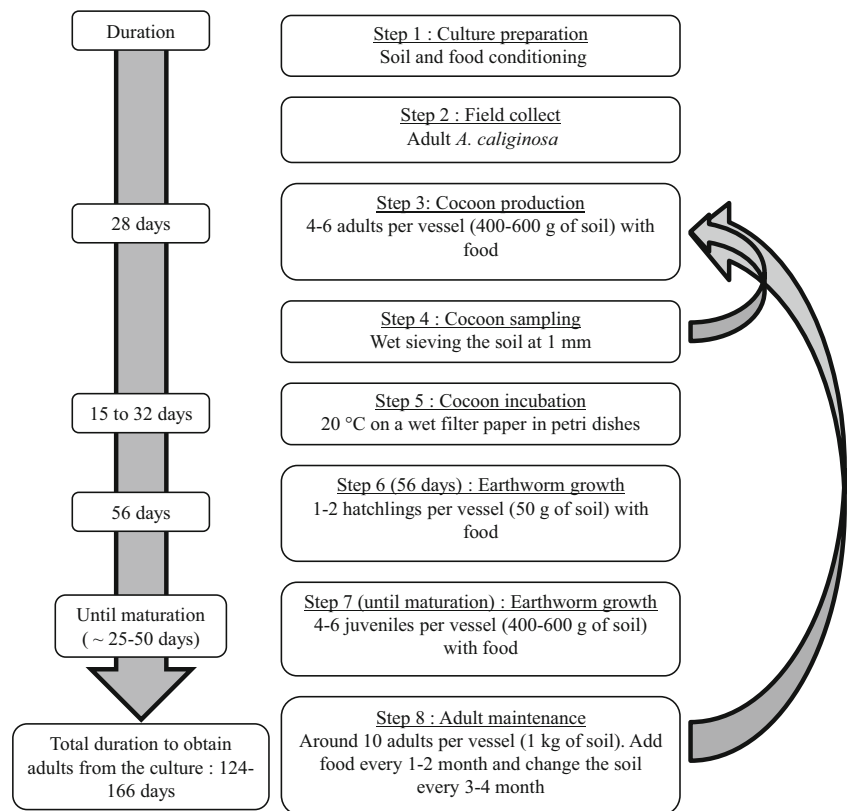 Duration
Step 1 : Culture preparation
Soil and food conditioning
Step 2 : Field collect
Adult A. caliginosa
28 days
Step 3: Cocoon production
4-6 adults per vessel (400-600 g of soil) with
food
Step 4 : Cocoon sampling
Wet sieving the soil at 1 mm
15 to 32 days
Step 5 : Cocoon incubation
20 °C on a wet filter paper in petri dishes
56 days
Step 6 (56 days) : Earthworm growth
1-2 hatchlings per vessel (50 g of soil) with
food
Until maturation
( ~ 25-50 days)
Step 7 (until maturation) : Earthworm growth
4-6 juveniles per vessel (400-600 g of soil)
with food
Total duration to obtain
adults from the culture : 124-
166 days
Step 8 : Adult maintenance
Around 10 adults per vessel (1 kg of soil). Add
food every 1-2 month and change the soil
every 3-4 month